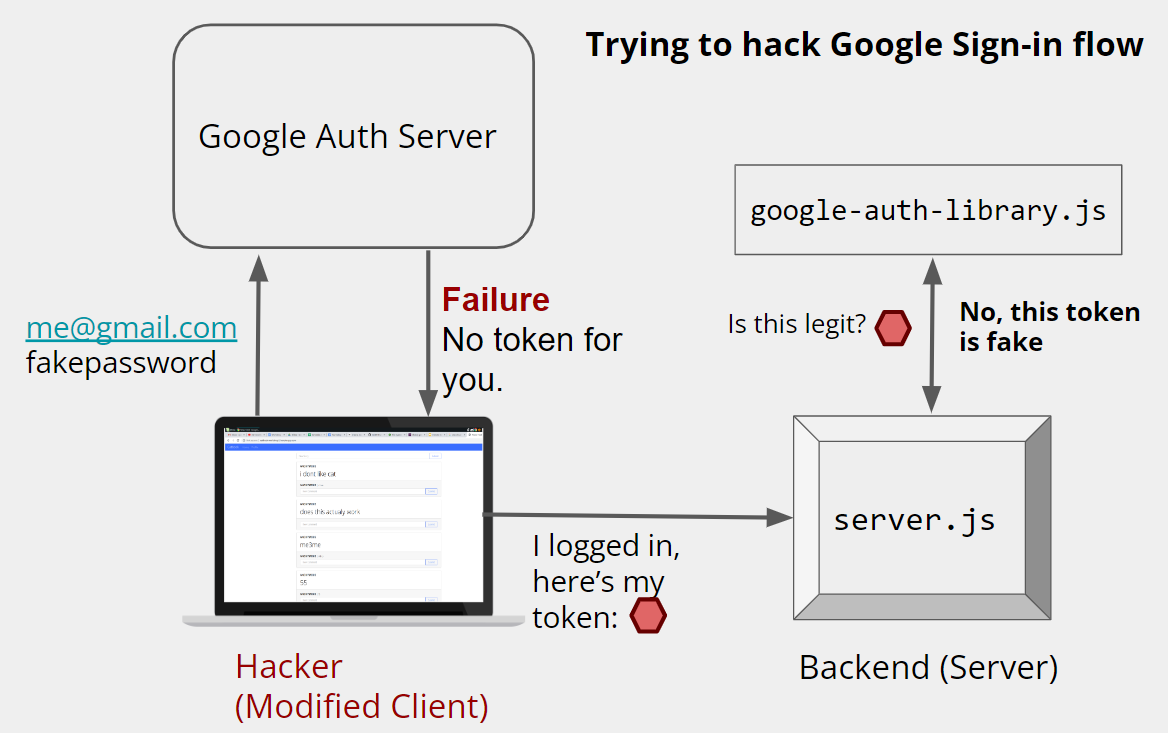 Trying to hack Google Sign-in flow
Google Auth Server
google-auth-library.js
me@gmail.com
fakepassword
Failure
No token for
you.
Is this legit?
No, this token
is fake
i dont like cat
does this actualy work
me3me
55
I logged in,
here's my
token:
server.js
Hacker
(Modified Client)
Backend (Server)